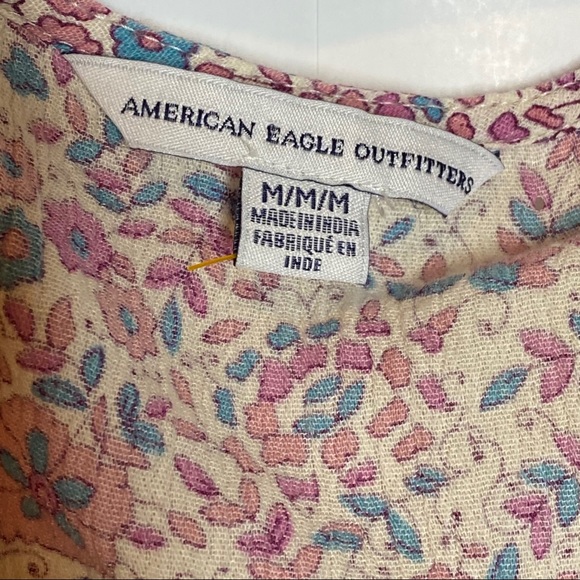 AMERICAN EAGLE OUTFITTERS
M/M/M
MADE IN INDIA
FABRIQUÉ EN
INDE